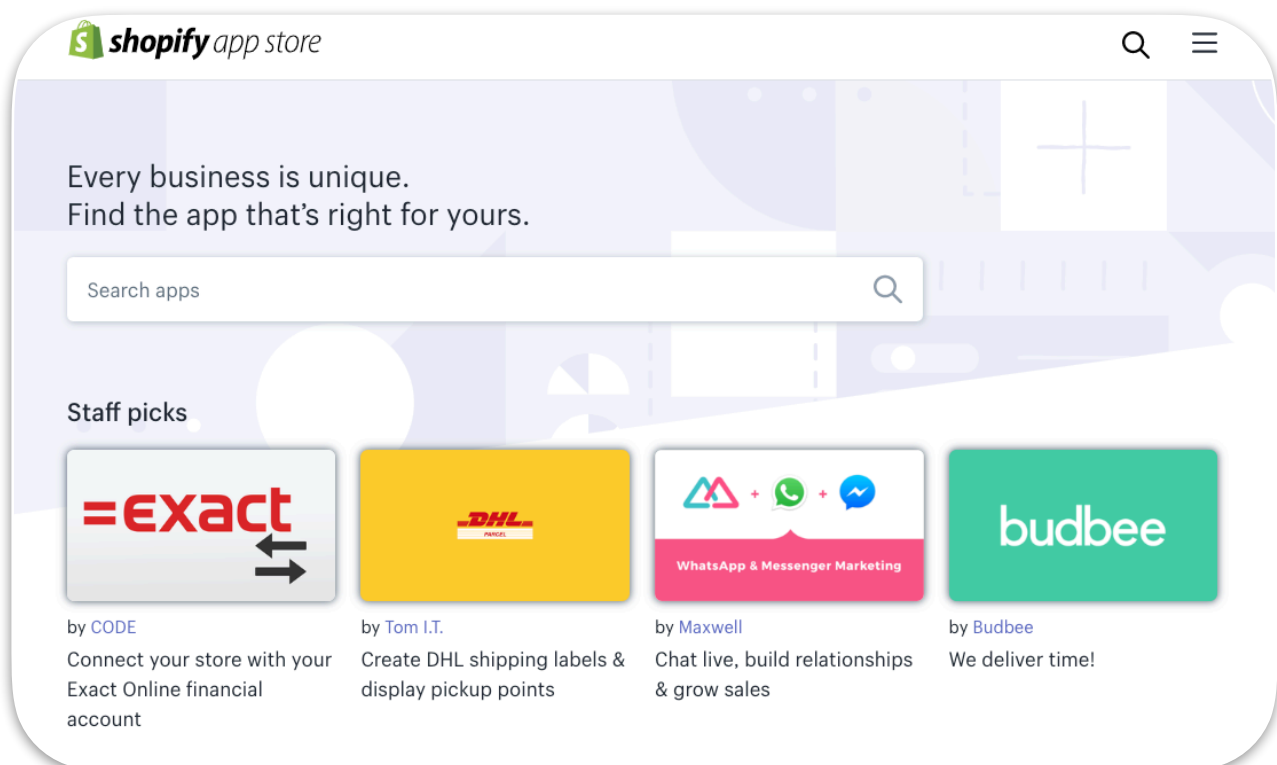 shopify app store
Every business is unique.
Find the app that’s right for yours.
Search apps
Staff picks
=exact
DHL
PARCEL
+ +
WhatsApp & Messenger Marketing
budbee
by CODE
Connect your store with your
Exact Online financial
account
by Tom I.T.
Create DHL shipping labels &
display pickup points
by Maxwell
Chat live, build relationships
& grow sales
by Budbee
We deliver time!